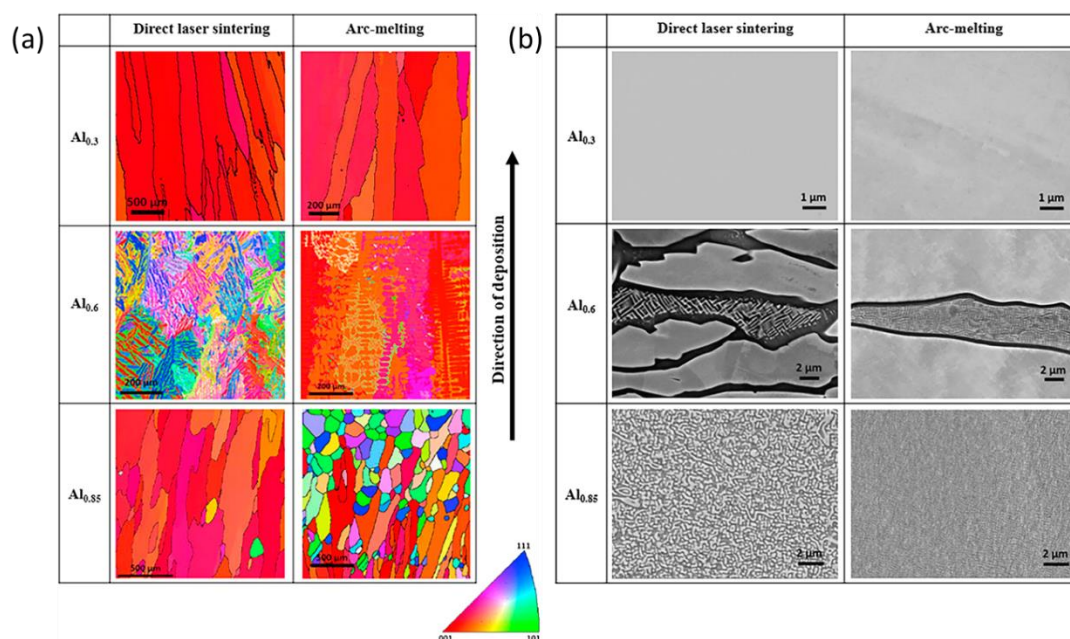 (a)
Direct laser sintering Arc-melting
Al0.3
500 μm 200 μm
Al0.6
200 μm 200 μm
Al0.85
500 μm 500 μm
Direction of deposition
111
001 101
(b)
Direct laser sintering Arc-melting
Al0.3
1 μm 1 μm
Al0.6
2 μm 2 μm
Al0.85
2 μm 2 μm